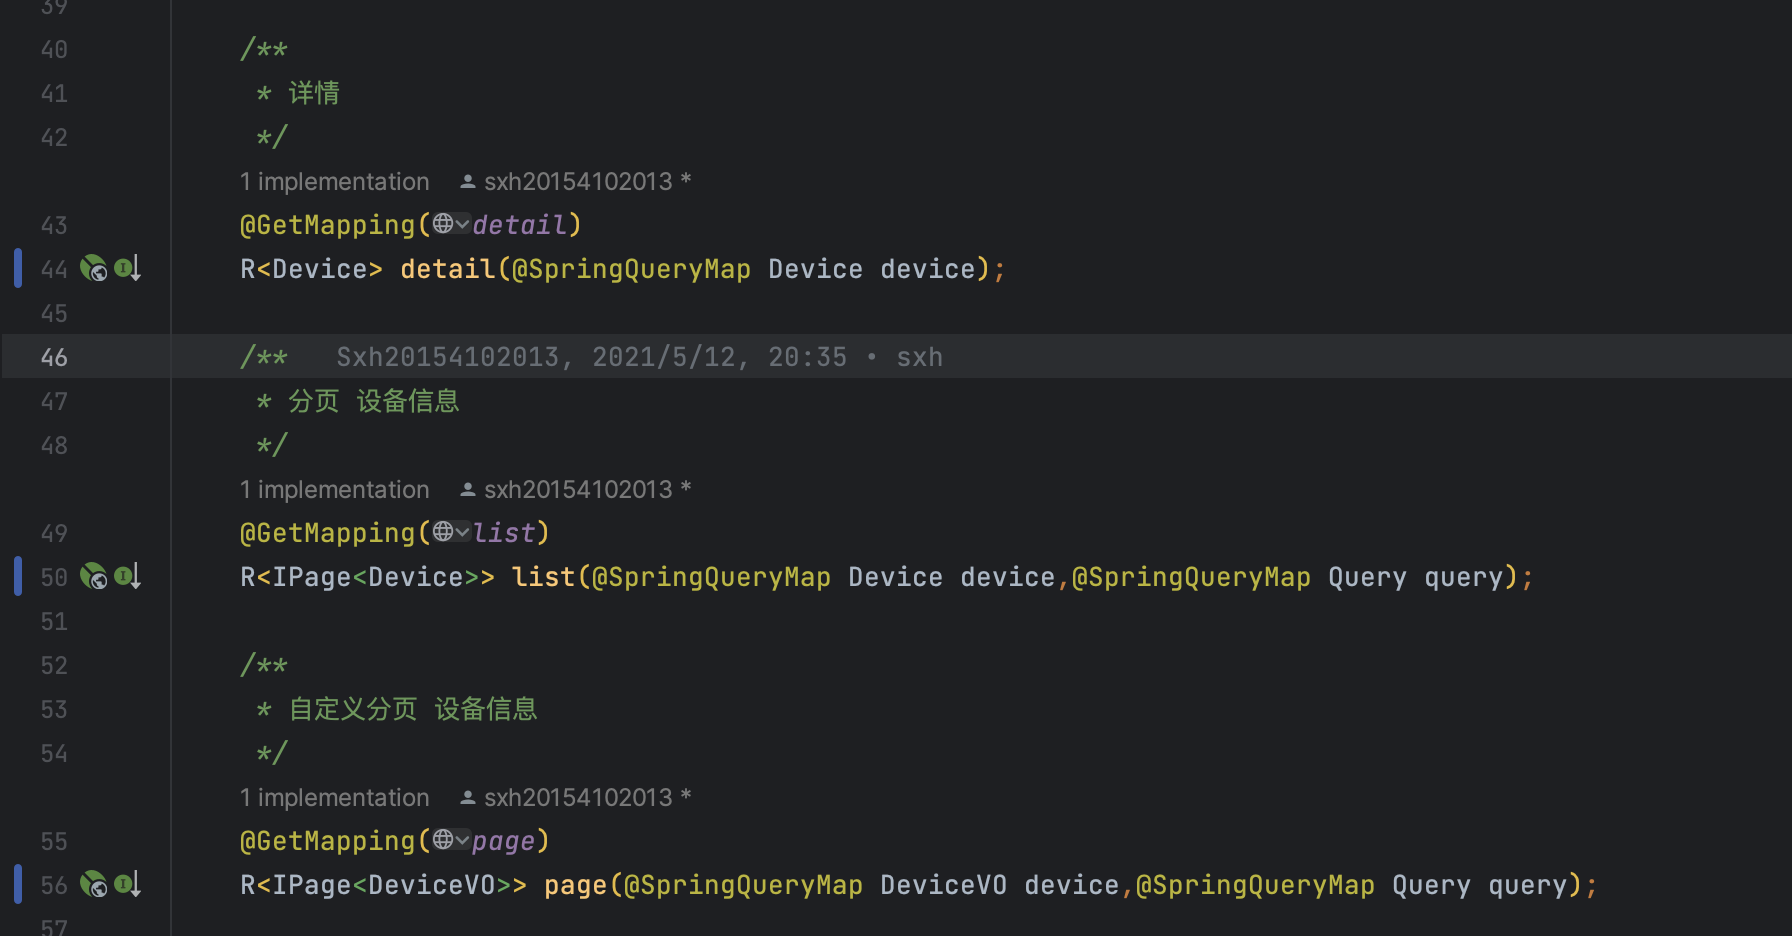 39
40 /**
41 * 详情
42 */
1 implementation sxh20154102013 *
43 @GetMapping(detail)
44 R<Device> detail(@SpringQueryMap Device device);
45
46 /** Sxh20154102013, 2021/5/12, 20:35 • sxh
47 * 分页 设备信息
48 */
1 implementation sxh20154102013 *
49 @GetMapping(list)
50 R<IPage<Device>> list(@SpringQueryMap Device device,@SpringQueryMap Query query);
51
52 /**
53 * 自定义分页 设备信息
54 */
1 implementation sxh20154102013 *
55 @GetMapping(page)
56 R<IPage<DeviceVO>> page(@SpringQueryMap DeviceVO device,@SpringQueryMap Query query);
57